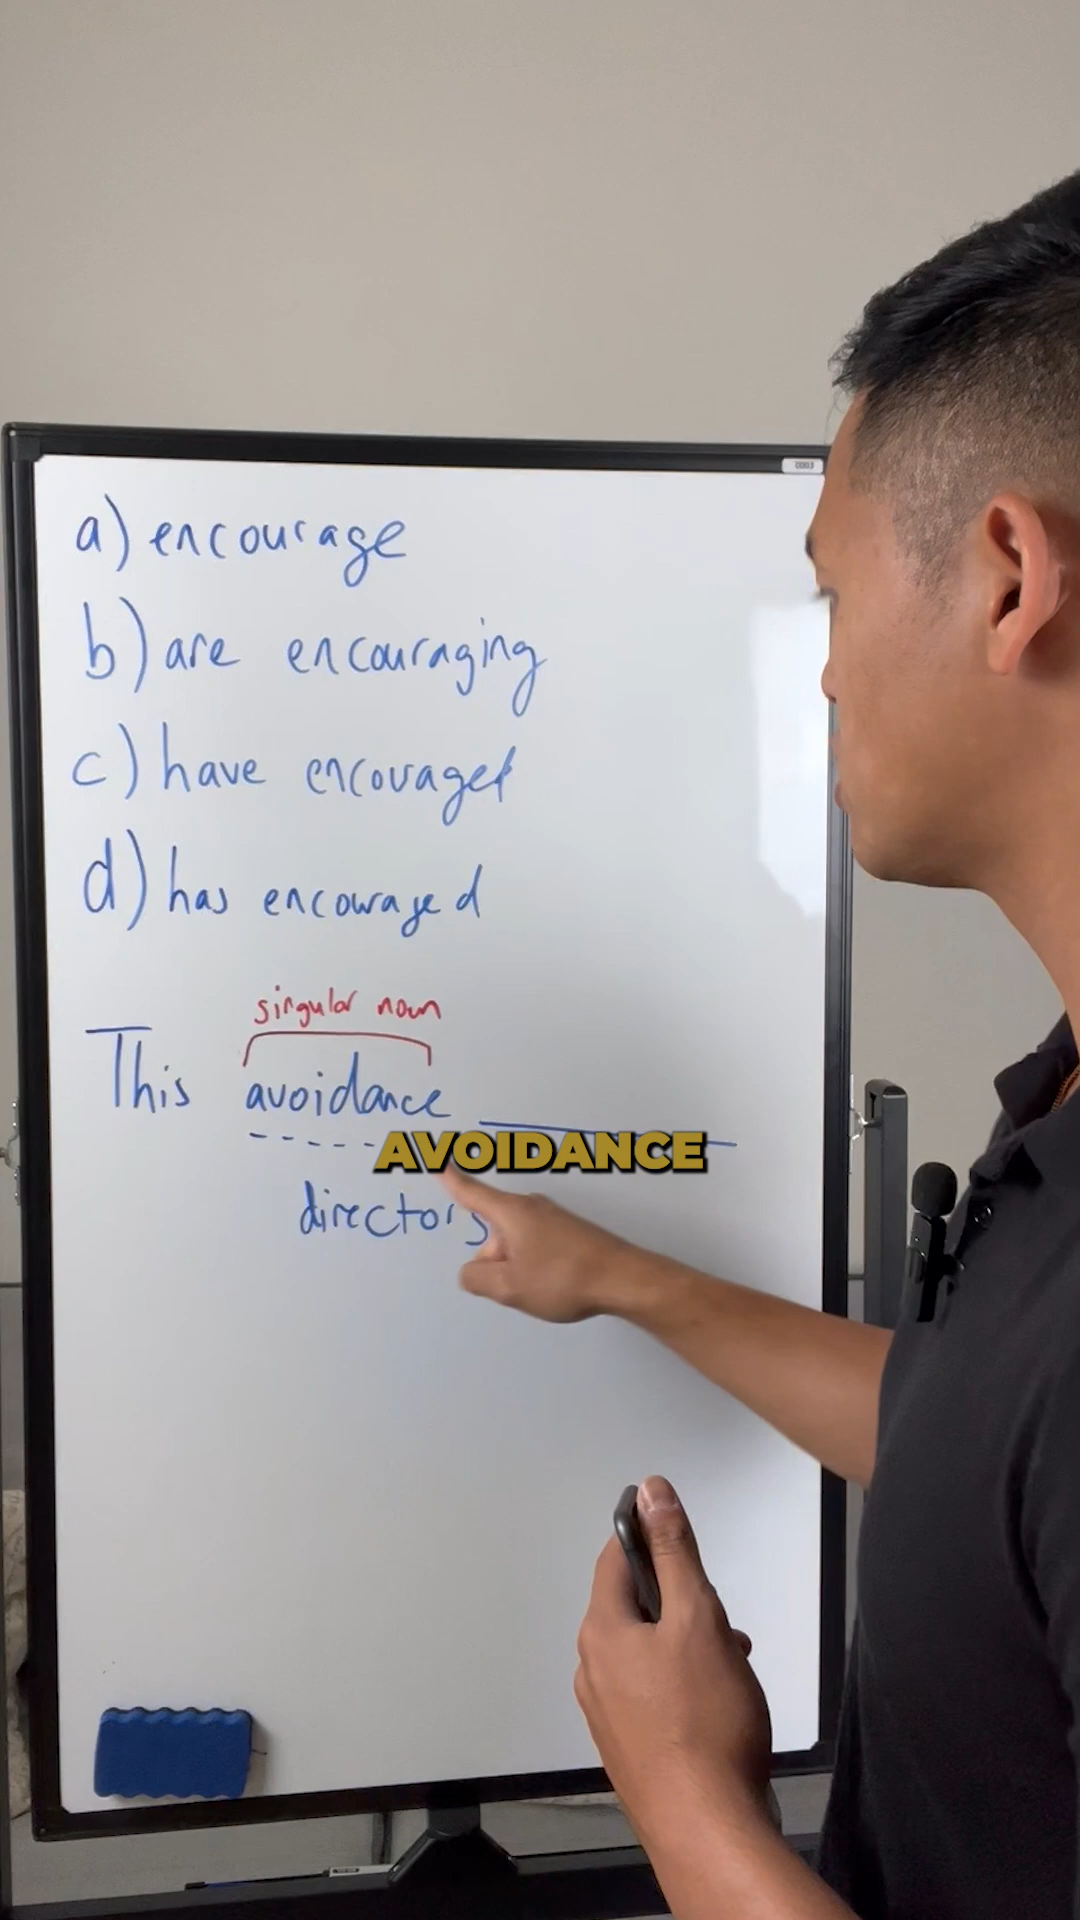 a) encourage
b) are encouraging
c) have encouraged
d) has encouraged
singular noun
This avoidance
AVOIDANCE
directors